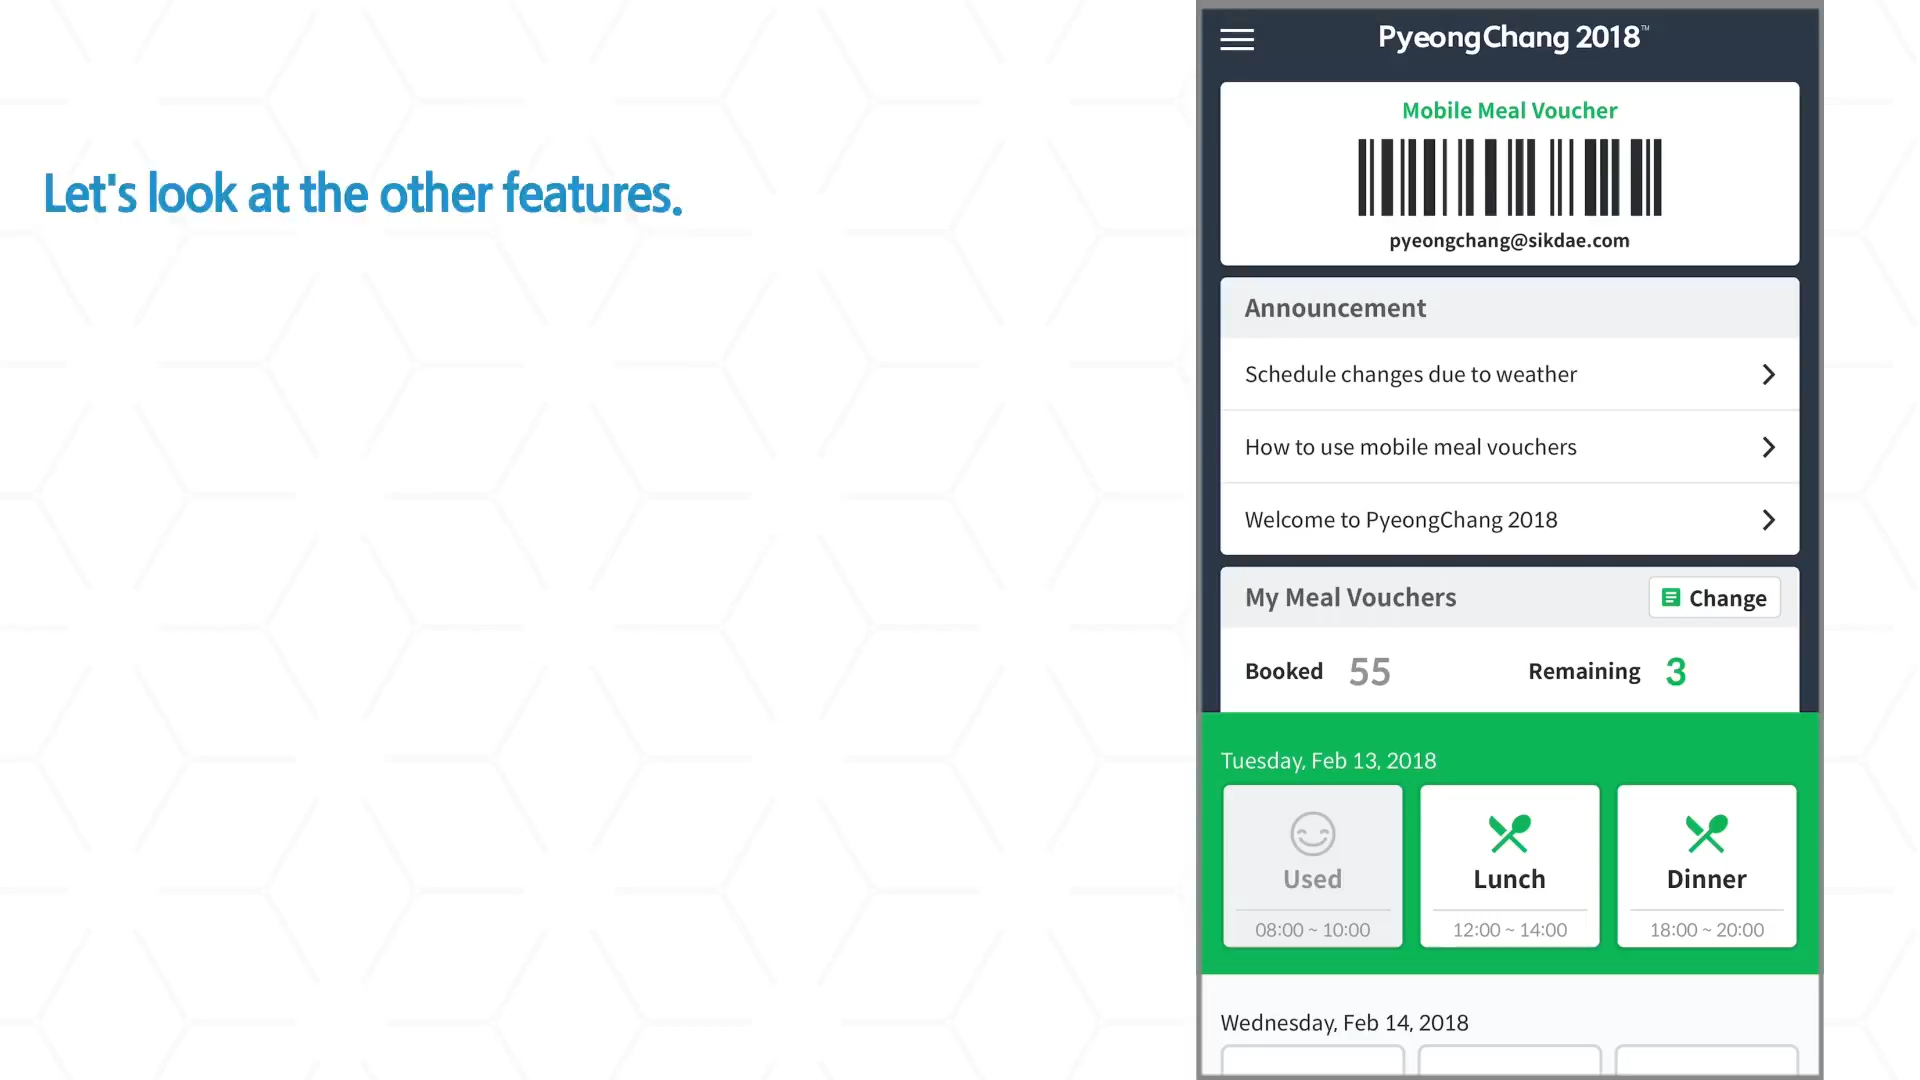 Let's look at the other features.
PyeongChang 2018™
Mobile Meal Voucher
pyeongchang@sikdae.com
Announcement
Schedule changes due to weather
How to use mobile meal vouchers
Welcome to PyeongChang 2018
My Meal Vouchers
Change
Booked 55 Remaining 3
Tuesday, Feb 13, 2018
Used
08:00 ~ 10:00
Lunch
12:00 ~ 14:00
Dinner
18:00 ~ 20:00
Wednesday, Feb 14, 2018